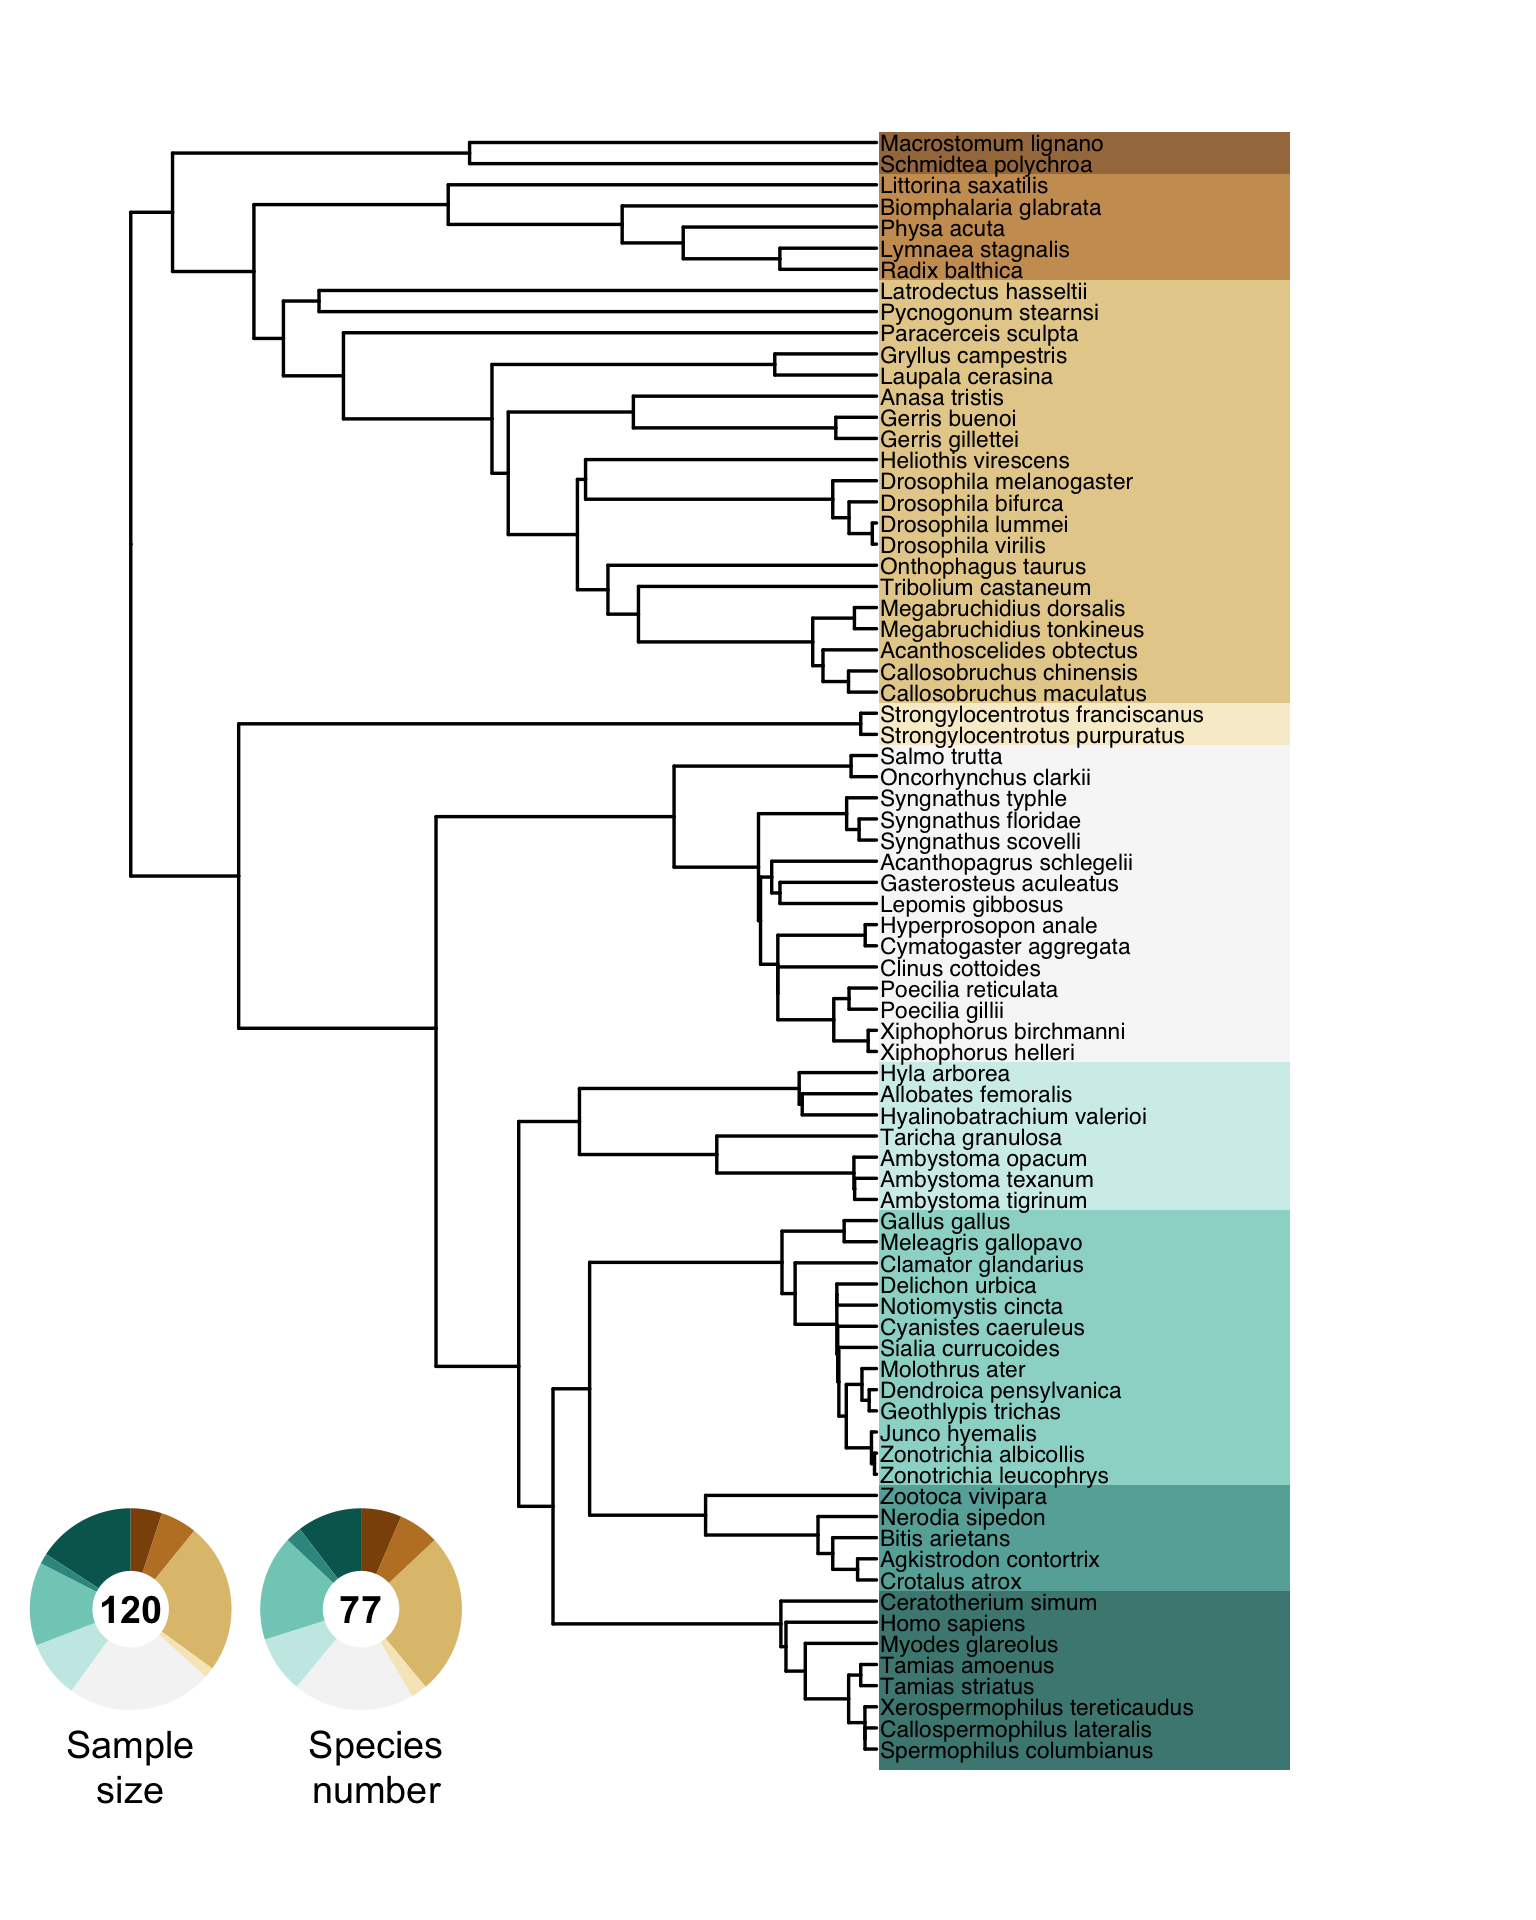 Macrostomum lignano
Schmidtea polychroa
Littorina saxatilis
Biomphalaria glabrata
Physa acuta
Lymnaea stagnalis
Radix balthica
Latrodectus hasseltii
Pycnogonum stearnsi
Paracerceis sculpta
Gryllus campestris
Laupala cerasina
Anasa tristis
Gerris buenoi
Gerris gillettei
Heliothis virescens
Drosophila melanogaster
Drosophila bifurca
Drosophila lummei
Drosophila virilis
Onthophagus taurus
Tribolium castaneum
Megabruchidius dorsalis
Megabruchidius tonkineus
Acanthoscelides obtectus
Callosobruchus chinensis
Callosobruchus maculatus
Strongylocentrotus franciscanus
Strongylocentrotus purpuratus
Salmo trutta
Oncorhynchus clarkii
Syngnathus typhle
Syngnathus floridae
Syngnathus scovelli
Acanthopagrus schlegelii
Gasterosteus aculeatus
Lepomis gibbosus
Hyperprosopon anale
Cymatogaster aggregata
Clinus cottoides
Poecilia reticulata
Poecilia gillii
Xiphophorus birchmanni
Xiphophorus helleri
Hyla arborea
Allobates femoralis
Hyalinobatrachium valerioi
Taricha granulosa
Ambystoma opacum
Ambystoma texanum
Ambystoma tigrinum
Gallus gallus
Meleagris gallopavo
Clamator glandarius
Delichon urbica
Notiomystis cincta
Cyanistes caeruleus
Sialia currucoides
Molothrus ater
Dendroica pensylvanica
Geothlypis trichas
Junco hyemalis
Zonotrichia albicollis
Zonotrichia leucophrys
Zootoca vivipara
Nerodia sipedon
Bitis arietans
Agkistrodon contortrix
Crotalus atrox
Ceratotherium simum
Homo sapiens
Myodes glareolus
Tamias amoenus
Tamias striatus
Xerospermophilus tereticaudus
Callospermophilus lateralis
Spermophilus columbianus
120
77
Sample
size
Species
number